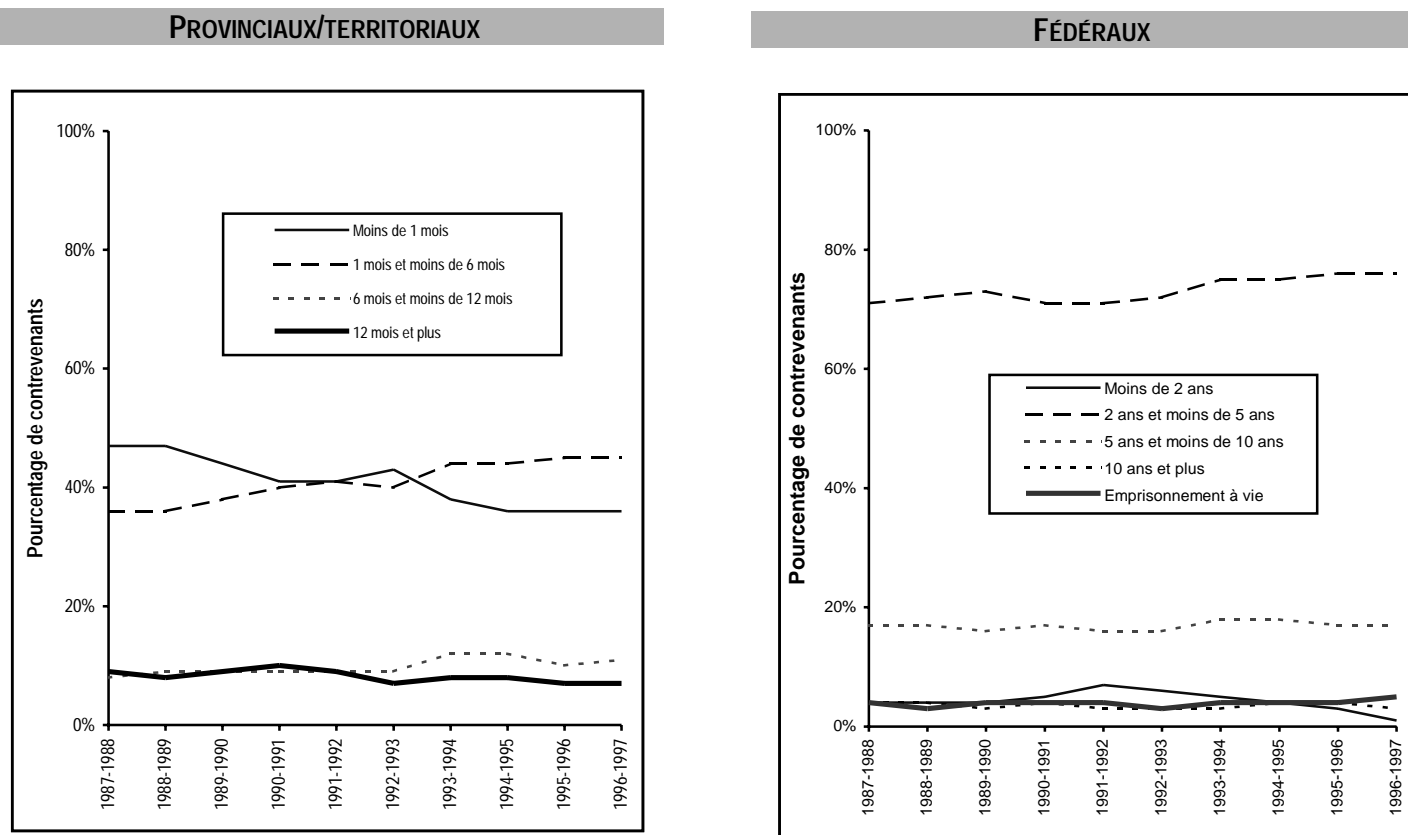 PROVINCIAUX/TERRITORIAUX
100%
80%
60%
40%
20%
0%
Pourcentage de contrevenants
Moins de 1 mois
1 mois et moins de 6 mois
6 mois et moins de 12 mois
12 mois et plus
1987-1988
1988-1989
1989-1990
1990-1991
1991-1992
1992-1993
1993-1994
1994-1995
1995-1996
1996-1997
FÉDÉRAUX
100%
80%
60%
40%
20%
0%
Pourcentage de contrevenants
Moins de 2 ans
2 ans et moins de 5 ans
5 ans et moins de 10 ans
10 ans et plus
Emprisonnement à vie
1987-1988
1988-1989
1989-1990
1990-1991
1991-1992
1992-1993
1993-1994
1994-1995
1995-1996
1996-1997